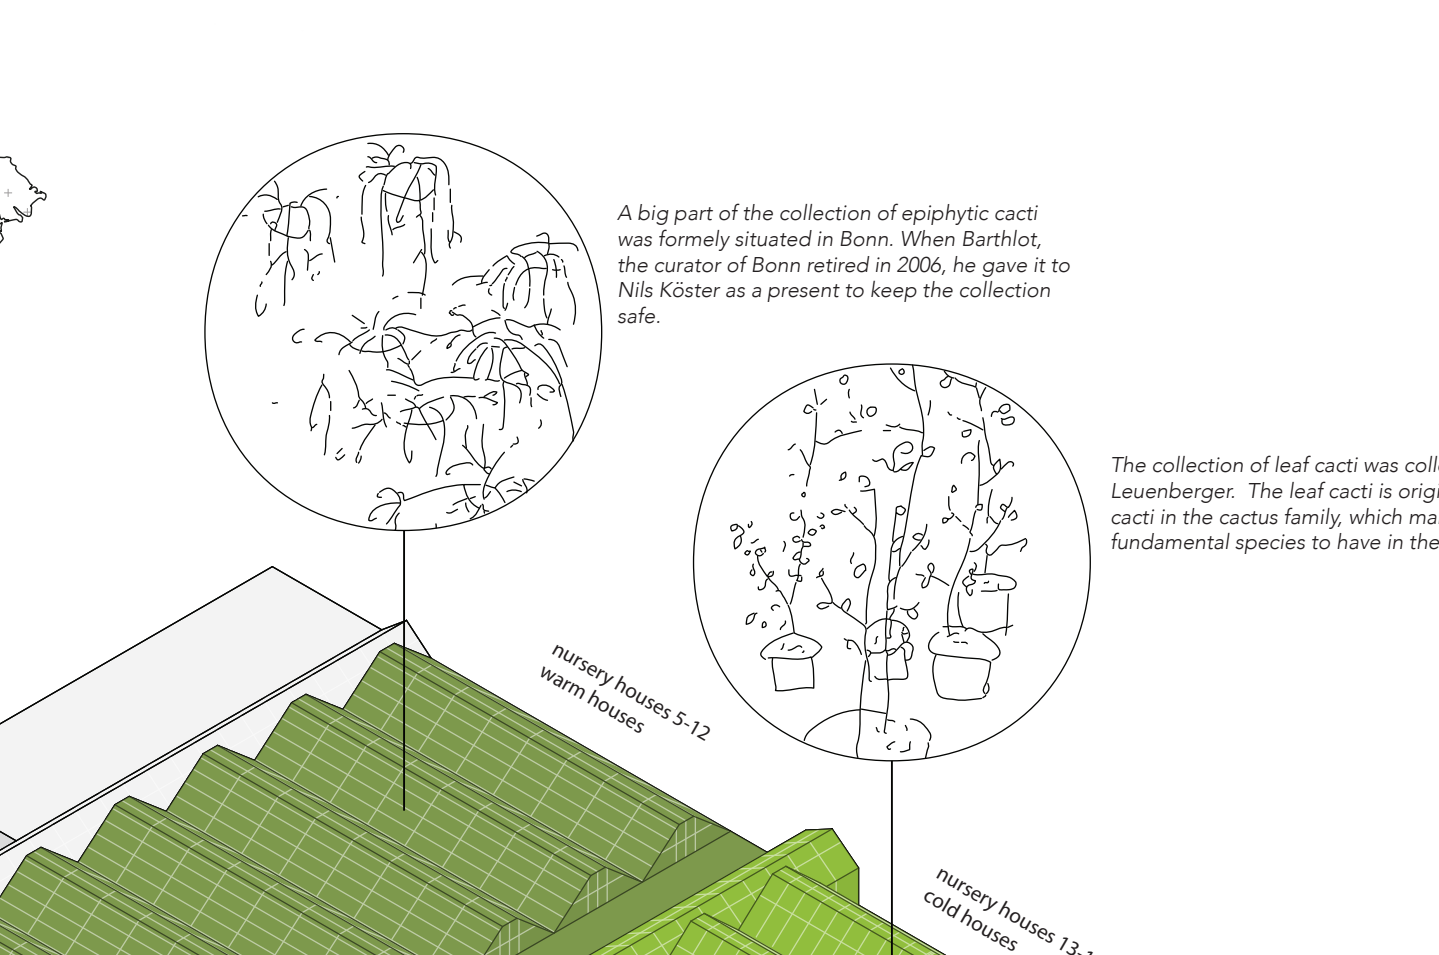 A big part of the collection of epiphytic cacti
was formely situated in Bonn. When Barthlot,
the curator of Bonn retired in 2006, he gave it to
Nils Köster as a present to keep the collection
safe.
The collection of leaf cacti was
Leuenberger.  The leaf cacti is
cacti in the cactus family, which
fundamental species to have in the
nursery houses 5-12
warm houses
nursery houses
cold houses